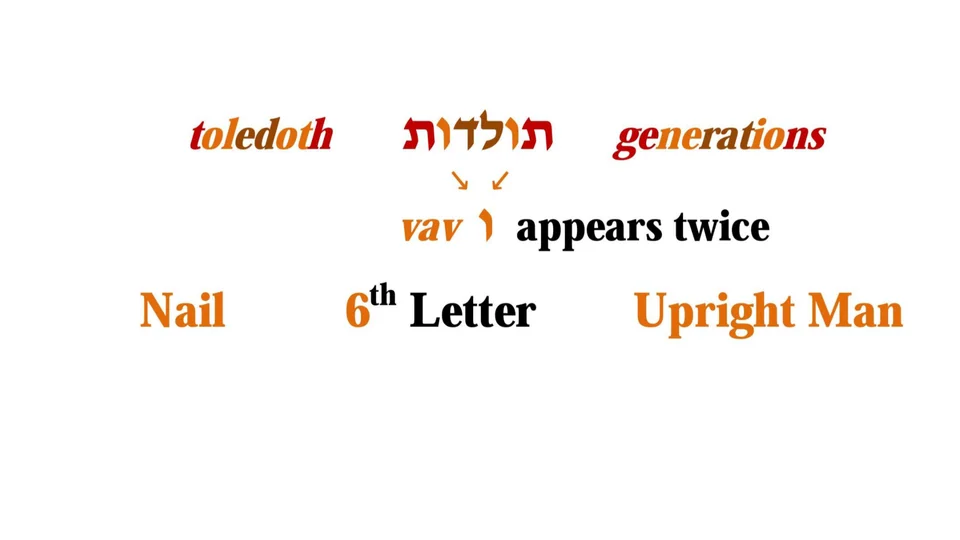 toledoth תולדות generations
↘ ↙
vav ו appears twice
Nail 6th Letter Upright Man